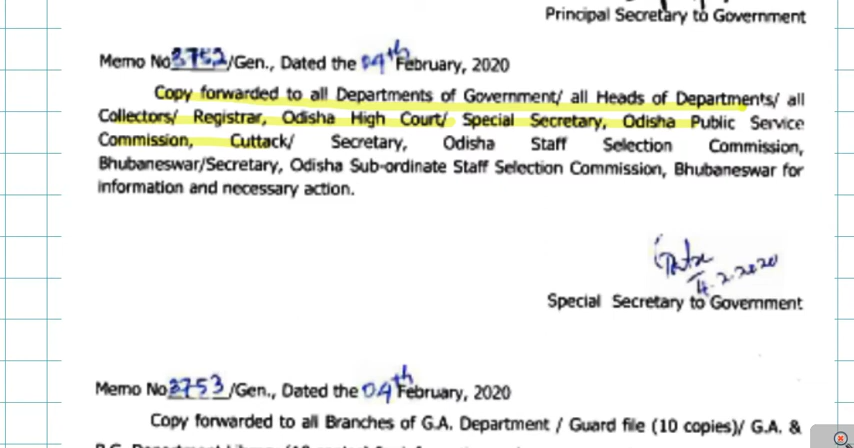 Principal Secretary to Government
Memo No 3752/Gen., Dated the 04th February, 2020
Copy forwarded to all Departments of Government/ all Heads of Departments/ all
Collectors/ Registrar, Odisha High Court/ Special Secretary, Odisha Public Service
Commission, Cuttack/ Secretary, Odisha Staff Selection Commission,
Bhubaneswar/Secretary, Odisha Sub-ordinate Staff Selection Commission, Bhubaneswar for
information and necessary action.
4.2.2020
Special Secretary to Government
Memo No 3753 /Gen., Dated the 04th February, 2020
Copy forwarded to all Branches of G.A. Department / Guard file (10 copies)/ G.A. &